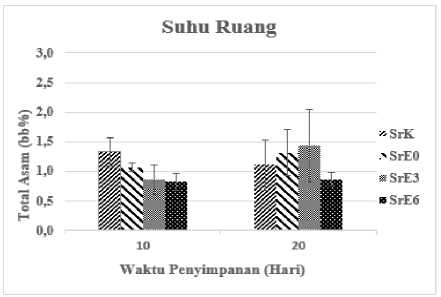 Suhu Ruang
3,0
2,5
2,0
1,5
1,0
0,5
0,0
Total Asam (bb%)
10
20
Waktu Penyimpanan (Hari)
SrK
SrE0
SrE3
SrE6